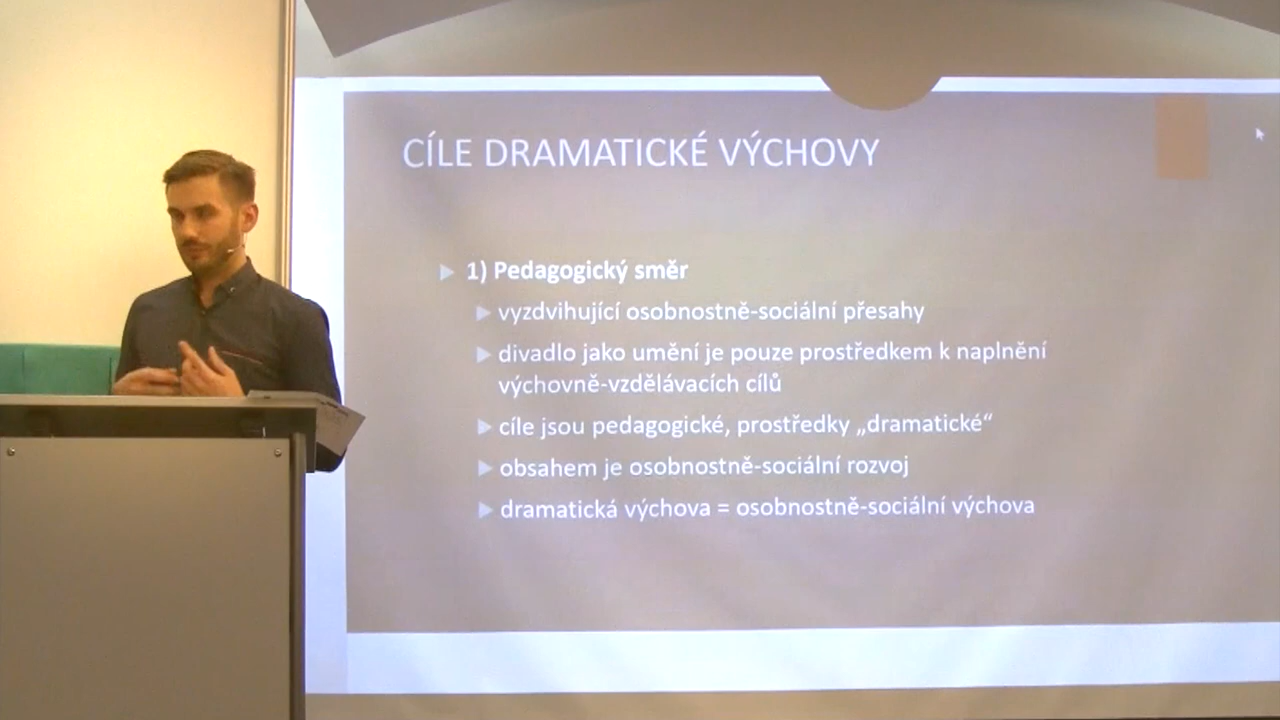 CÍLE DRAMATICKÉ VÝCHOVY
1) Pedagogický směr
vyzdvihující osobnostně-sociální přesahy
divadlo jako umění je pouze prostředkem k naplnění
výchovně-vzdělávacích cílů
cíle jsou pedagogické, prostředky „dramatické“
obsahem je osobnostně-sociální rozvoj
dramatická výchova = osobnostně-sociální výchova